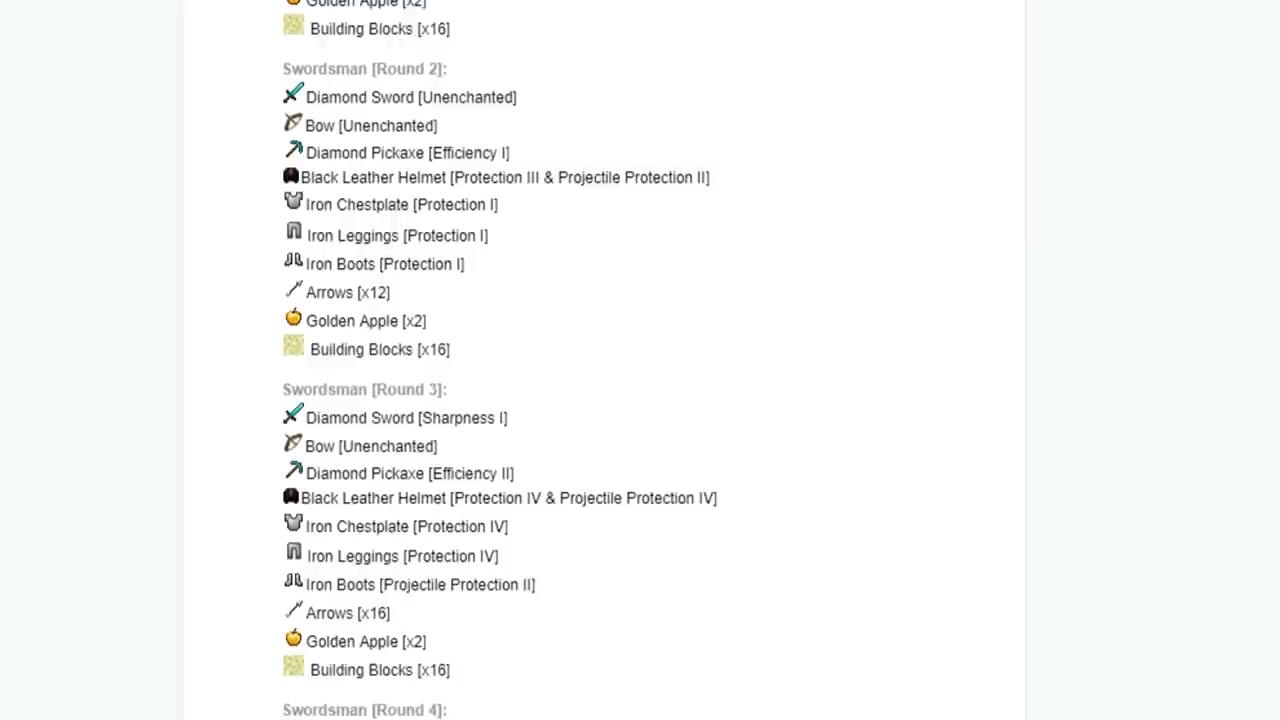 Golden Apple [x2]
Building Blocks [x16]
Swordsman [Round 2]:
Diamond Sword [Unenchanted]
Bow [Unenchanted]
Diamond Pickaxe [Efficiency I]
Black Leather Helmet [Protection III & Projectile Protection II]
Iron Chestplate [Protection I]
Iron Leggings [Protection I]
Iron Boots [Protection I]
Arrows [x12]
Golden Apple [x2]
Building Blocks [x16]
Swordsman [Round 3]:
Diamond Sword [Sharpness I]
Bow [Unenchanted]
Diamond Pickaxe [Efficiency II]
Black Leather Helmet [Protection IV & Projectile Protection IV]
Iron Chestplate [Protection IV]
Iron Leggings [Protection IV]
Iron Boots [Projectile Protection II]
Arrows [x16]
Golden Apple [x2]
Building Blocks [x16]
Swordsman [Round 4]: